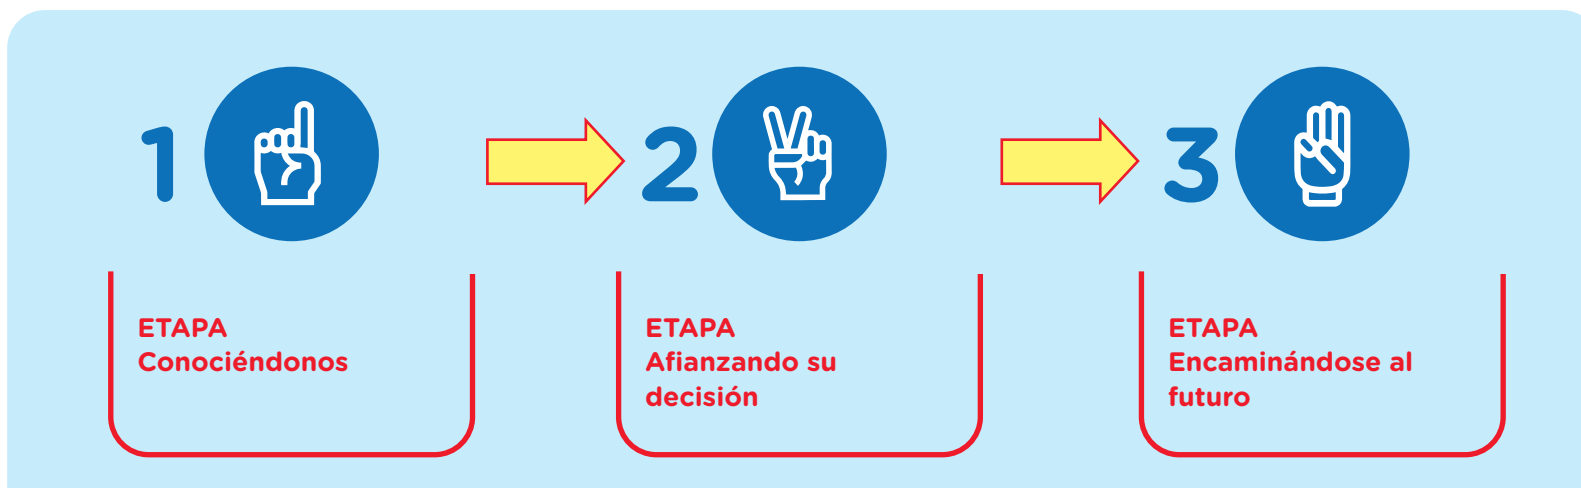 1
2
3
ETAPA
Conociéndonos
ETAPA
Afianzando su
decisión
ETAPA
Encaminándose al
futuro